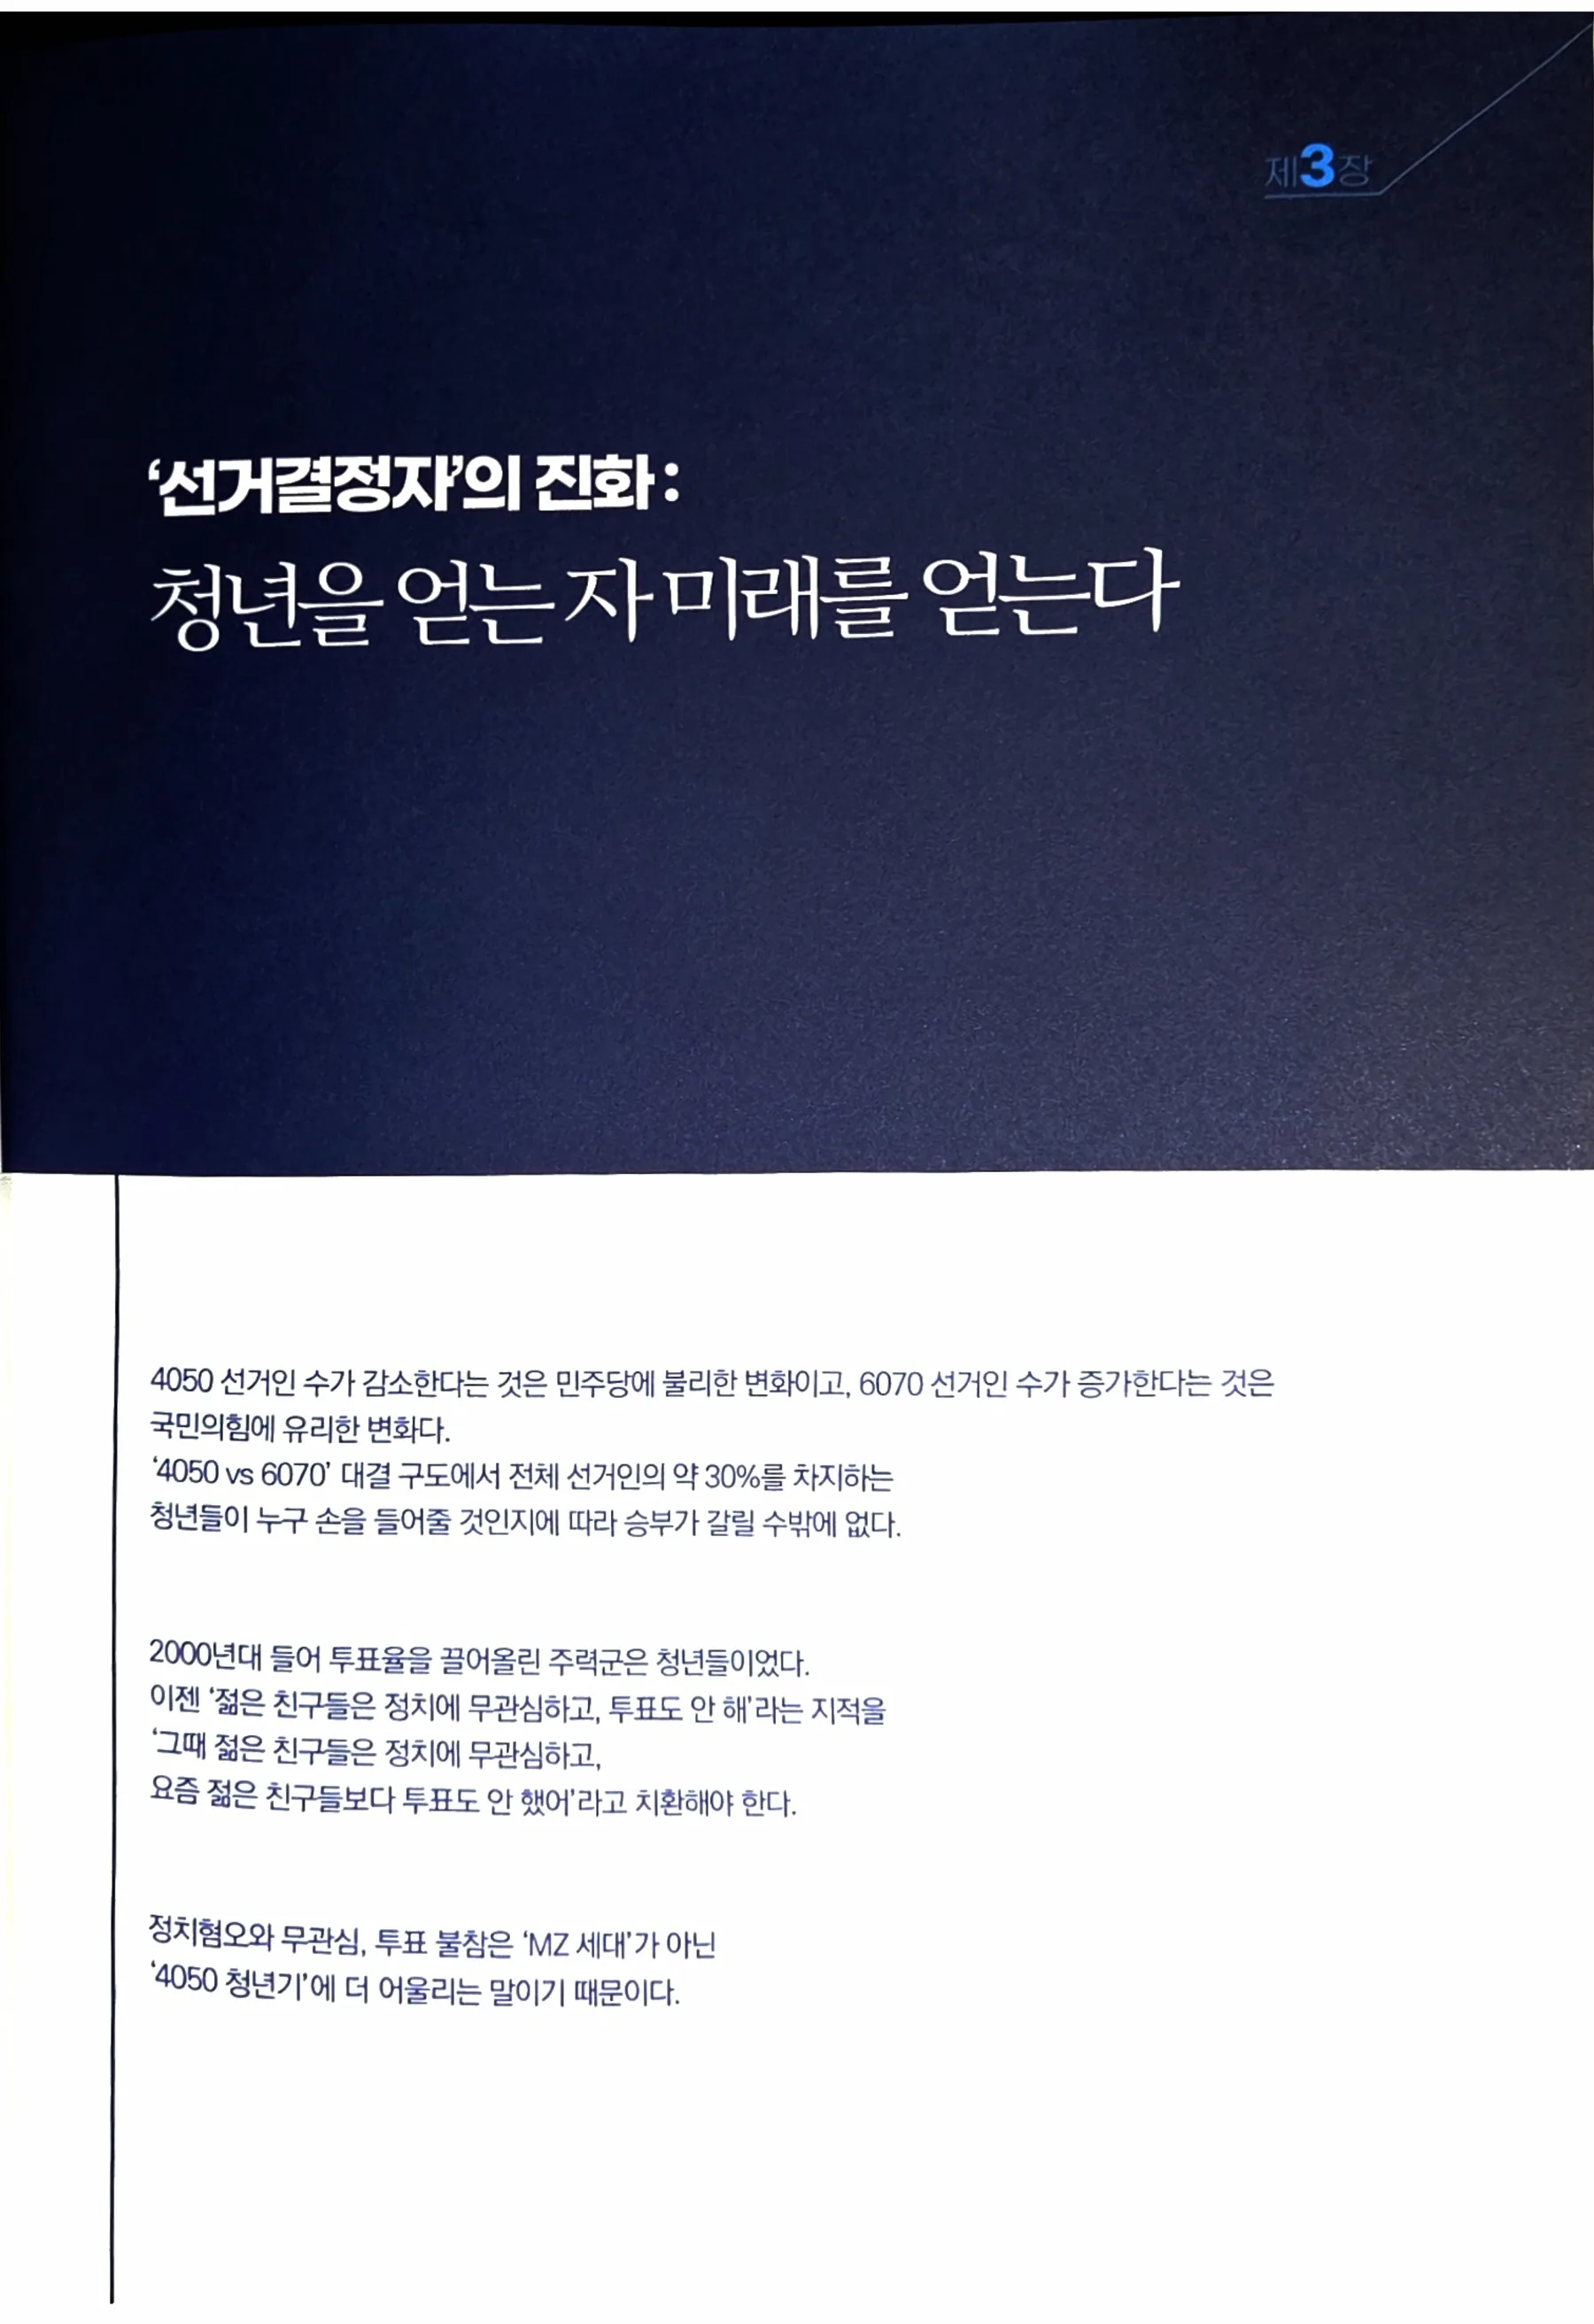 제3장
‘선거결정자’의 진화:
청년을 얻는 자 미래를 얻는다
4050 선거인 수가 감소한다는 것은 민주당에 불리한 변화이고, 6070 선거인 수가 증가한다는 것은
국민의힘에 유리한 변화다.
‘4050 vs 6070’ 대결 구도에서 전체 선거인의 약 30%를 차지하는
청년들이 누구 손을 들어줄 것인지에 따라 승부가 갈릴 수밖에 없다.
2000년대 들어 투표율을 끌어올린 주력군은 청년들이었다.
이젠 ‘젊은 친구들은 정치에 무관심하고, 투표도 안 해’라는 지적을
‘그때 젊은 친구들은 정치에 무관심하고,
요즘 젊은 친구들보다 투표도 안 했어’라고 치환해야 한다.
정치혐오와 무관심, 투표 불참은 ‘MZ 세대’가 아닌
‘4050 청년기’에 더 어울리는 말이기 때문이다.